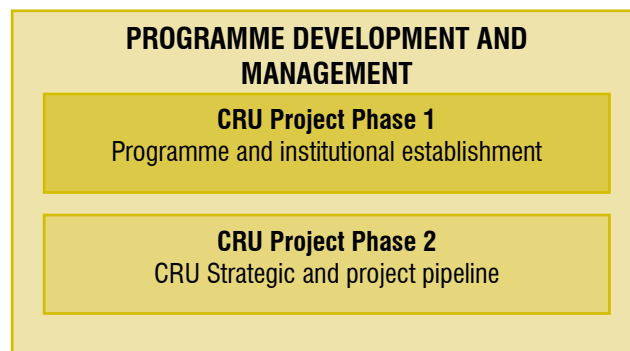 PROGRAMME DEVELOPMENT AND
MANAGEMENT
CRU Project Phase 1
Programme and institutional establishment
CRU Project Phase 2
CRU Strategic and project pipeline